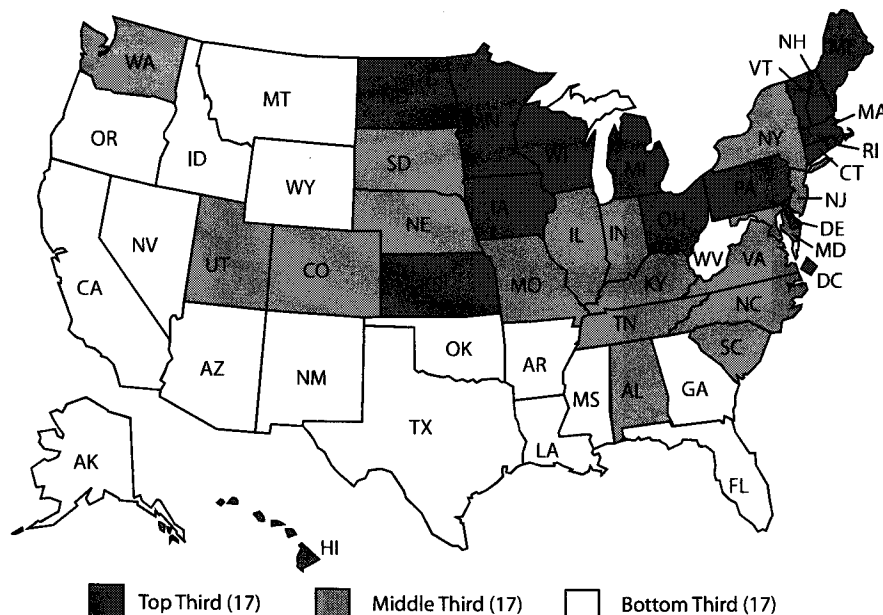 NH
ME
WA
VT
MT
MA
OR
MN
NY
RI
ID
SD
WI
MI
CT
WY
PA
NJ
IA
NE
OH
DE
NV
IL
IN
MD
UT
CO
WV
VA
DC
CA
MO
KY
NC
TN
OK
SC
AZ
NM
AR
AL
GA
MS
TX
LA
AK
FL
HI
Top Third (17)
Middle Third (17)
Bottom Third (17)